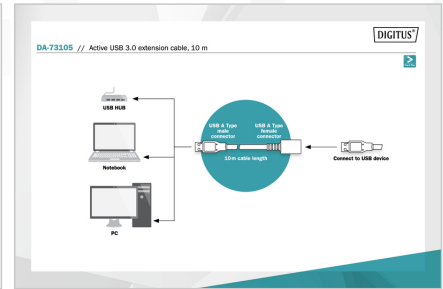 DIGITUS®
DA-73105 // Active USB 3.0 extension cable, 10 m
USB HUB
USB A Type
male
connector
USB A Type
female
connector
10 m cable length
Notebook
Connect to USB device
PC